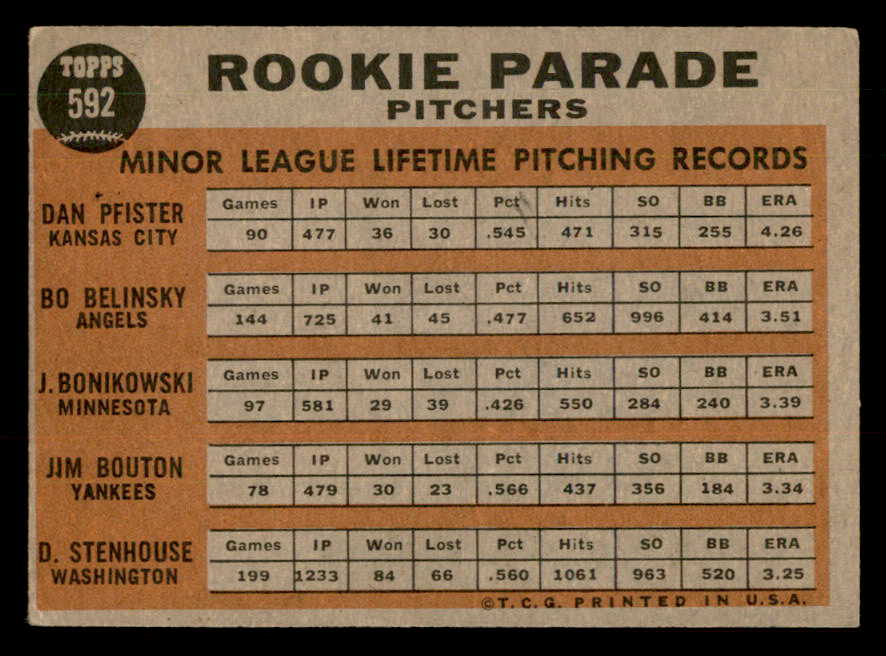 TOPPS
592
ROOKIE PARADE
PITCHERS
MINOR LEAGUE LIFETIME PITCHING RECORDS
DAN PFISTER
KANSAS CITY
Games IP Won Lost Pct Hits SO BB ERA
90 477 36 30 .545 471 315 255 4.26
BO BELINSKY
ANGELS
Games IP Won Lost Pct Hits SO BB ERA
144 725 41 45 .477 652 996 414 3.51
J. BONIKOWSKI
MINNESOTA
Games IP Won Lost Pct Hits SO BB ERA
97 581 29 39 .426 550 284 240 3.39
JIM BOUTON
YANKEES
Games IP Won Lost Pct Hits SO BB ERA
78 479 30 23 .566 437 356 184 3.34
D. STENHOUSE
WASHINGTON
Games IP Won Lost Pct Hits SO BB ERA
199 1233 84 66 .560 1061 963 520 3.25
©T.C.G. PRINTED IN U.S.A.